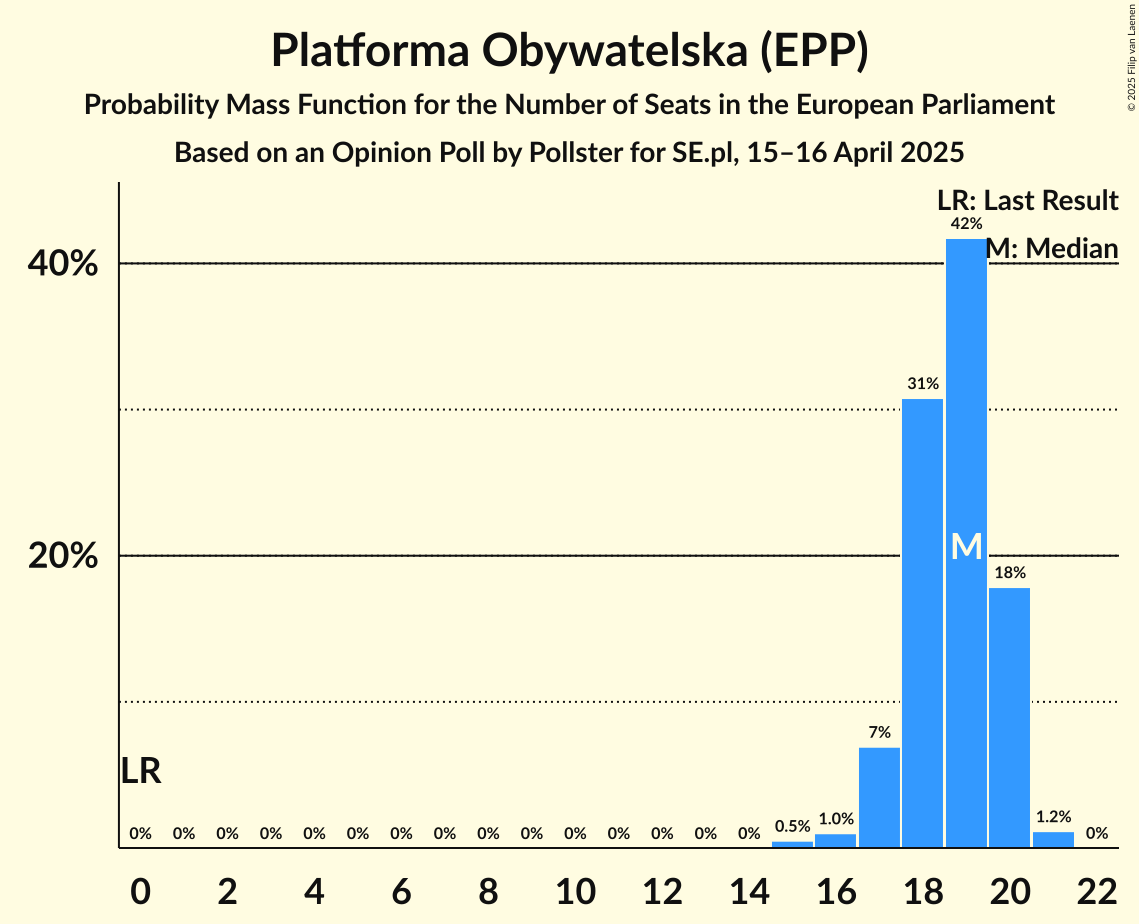 Platforma Obywatelska (EPP)
Probability Mass Function for the Number of Seats in the European Parliament
Based on an Opinion Poll by Pollster for SE.pl, 15–16 April 2025
© 2025 Filip van Laenen
LR: Last Result
M: Median
40%
20%
42%
31%
M
18%
7%
LR
0% 0% 0% 0% 0% 0% 0% 0% 0% 0% 0% 0% 0% 0% 0% 0.5% 1.0% 1.2% 0%
0 2 4 6 8 10 12 14 16 18 20 22